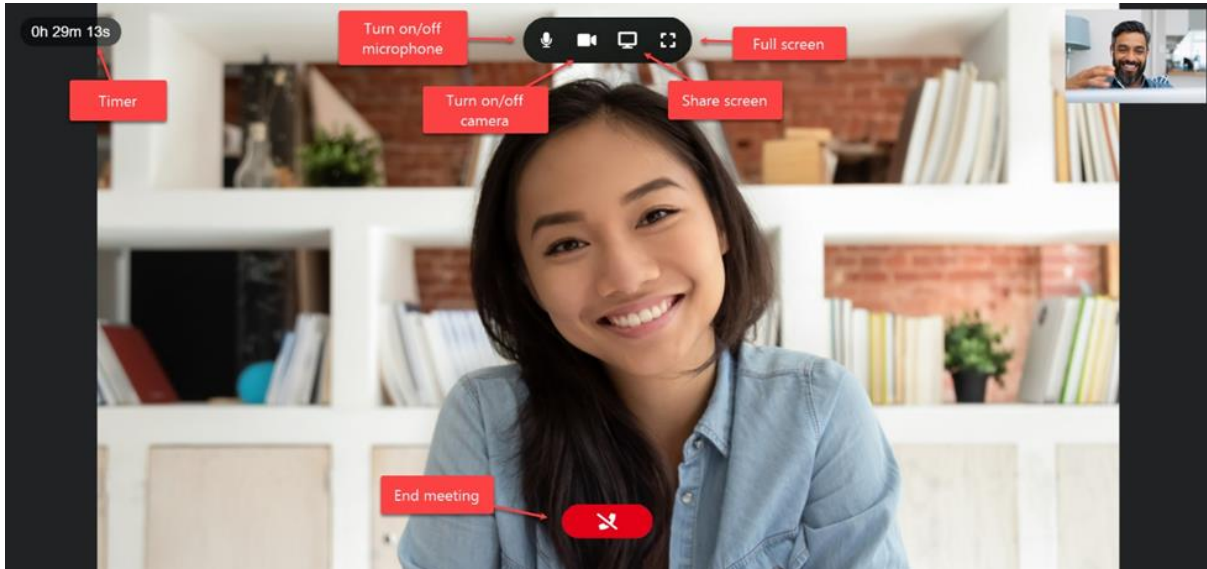 0h 29m 13s
Timer
Turn on/off
microphone
Turn on/off
camera
Share screen
Full screen
End meeting